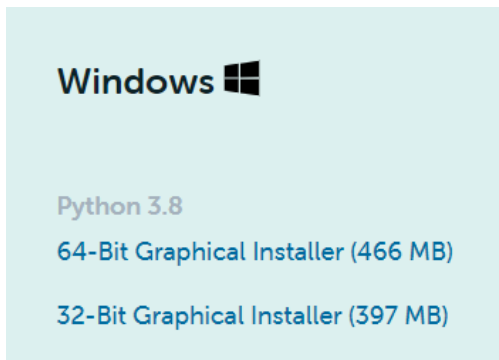 Windows
Python 3.8
64-Bit Graphical Installer (466 MB)
32-Bit Graphical Installer (397 MB)